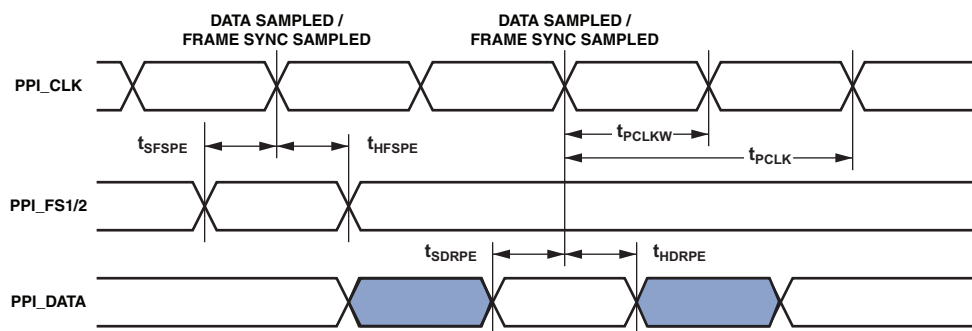 DATA SAMPLED /
FRAME SYNC SAMPLED
DATA SAMPLED /
FRAME SYNC SAMPLED
PPI_CLK
tSFSPE
tHFSPE
tPCLKW
tPCLK
PPI_FS1/2
tSDRPE
tHDRPE
PPI_DATA